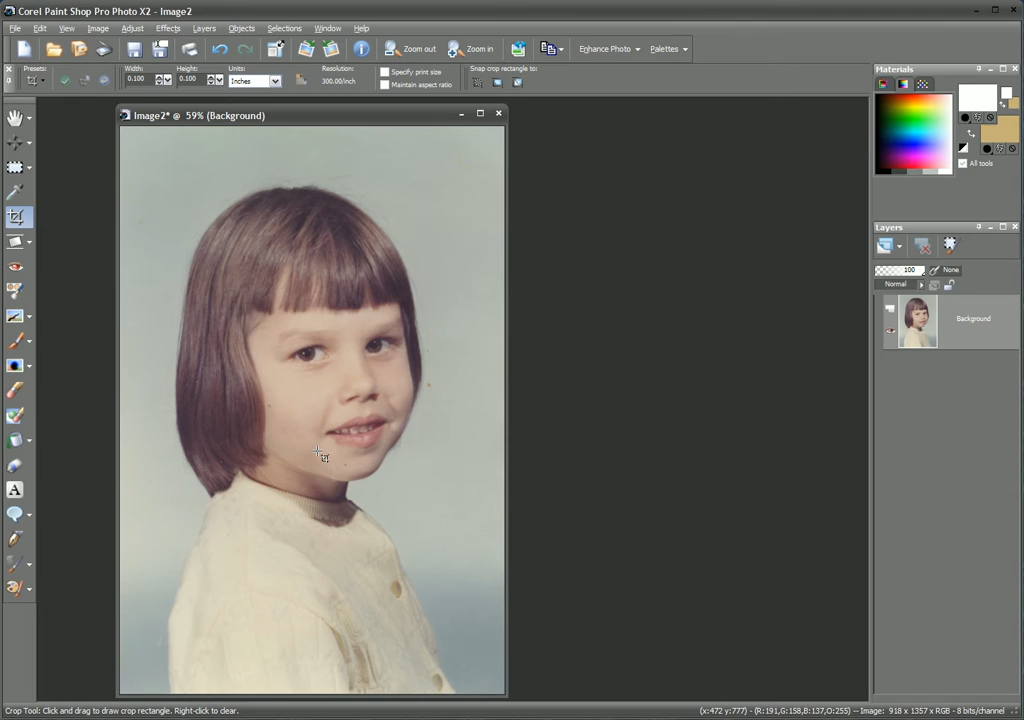 Corel Paint Shop Pro Photo X2 - Image2
File Edit View Image Adjust Effects Layers Objects Selections Window Help
Zoom out Zoom in Enhance Photo Palettes
Presets: Width: Height: Units: Resolution: Specify print size Snap crop rectangle to:
0.100 0.100 Inches 300.00/inch Maintain aspect ratio
Image2* @ 59% (Background)
Materials
All tools
Layers
100 None
Normal
Background
A
Crop Tool: Click and drag to draw crop rectangle. Right-click to clear.
(x:472 y:777) - (R:191,G:158,B:137,O:255) -- Image: 918 x 1357 x RGB - 8 bits/channel